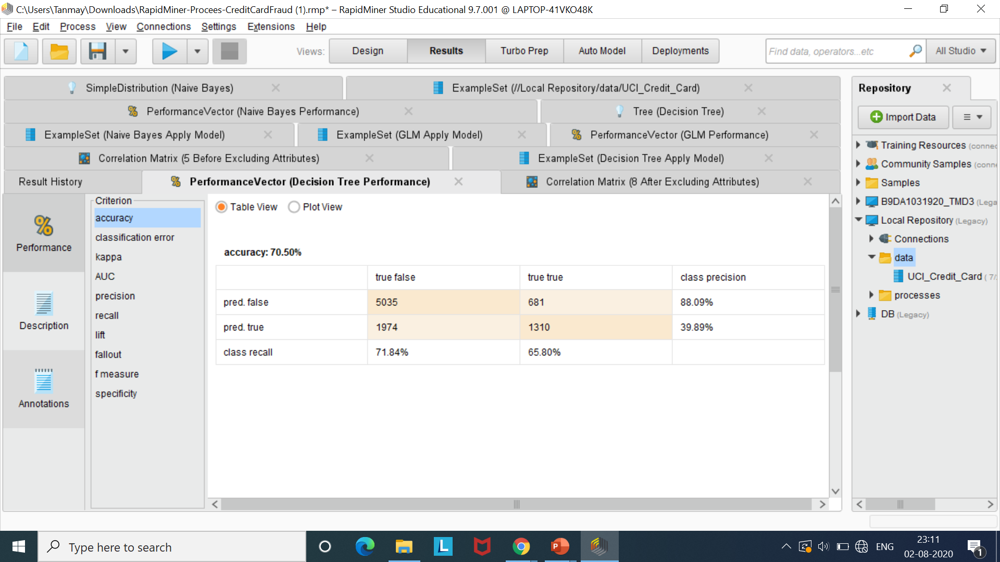 C:\Users\Tanmay\Downloads\RapidMiner-Procees-CreditCardFraud (1).rmp* – RapidMiner Studio Educational 9.7.001 @ LAPTOP-41VKO48K
File Edit Process View Connections Settings Extensions Help
Views: Design Results Turbo Prep Auto Model Deployments Find data, operators...etc All Studio
SimpleDistribution (Naive Bayes) ExampleSet (//Local Repository/data/UCI_Credit_Card)
PerformanceVector (Naive Bayes Performance) Tree (Decision Tree)
ExampleSet (Naive Bayes Apply Model) ExampleSet (GLM Apply Model) PerformanceVector (GLM Performance)
Correlation Matrix (5 Before Excluding Attributes) ExampleSet (Decision Tree Apply Model)
Result History PerformanceVector (Decision Tree Performance) Correlation Matrix (8 After Excluding Attributes)
Performance
Description
Annotations
Criterion
accuracy
classification error
kappa
AUC
precision
recall
lift
fallout
f measure
specificity
Table View Plot View
accuracy: 70.50%
true false true true class precision
pred. false 5035 681 88.09%
pred. true 1974 1310 39.89%
class recall 71.84% 65.80%
Repository
Import Data
Training Resources (connec
Community Samples (conne
Samples
B9DA1031920_TMD3 (Lega
Local Repository (Legacy)
Connections
data
UCI_Credit_Card ( 7/
processes
DB (Legacy)
Type here to search
L
P
ENG
23:11
02-08-2020
1